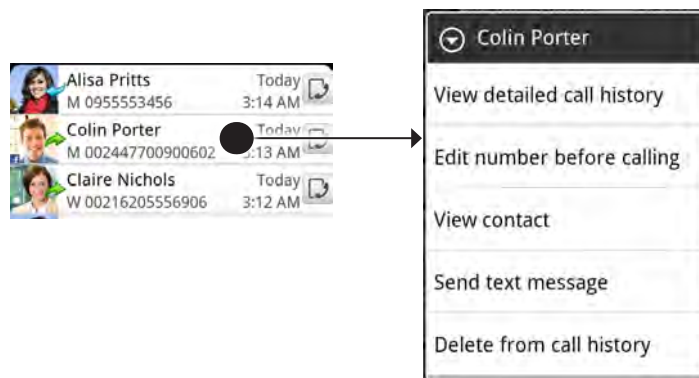 Alisa Pritts Today
M 0955553456 3:14 AM
Colin Porter Today
M 002447700900602 :13 AM
Claire Nichols Today
W 00216205556906 3:12 AM
Colin Porter
View detailed call history
Edit number before calling
View contact
Send text message
Delete from call history